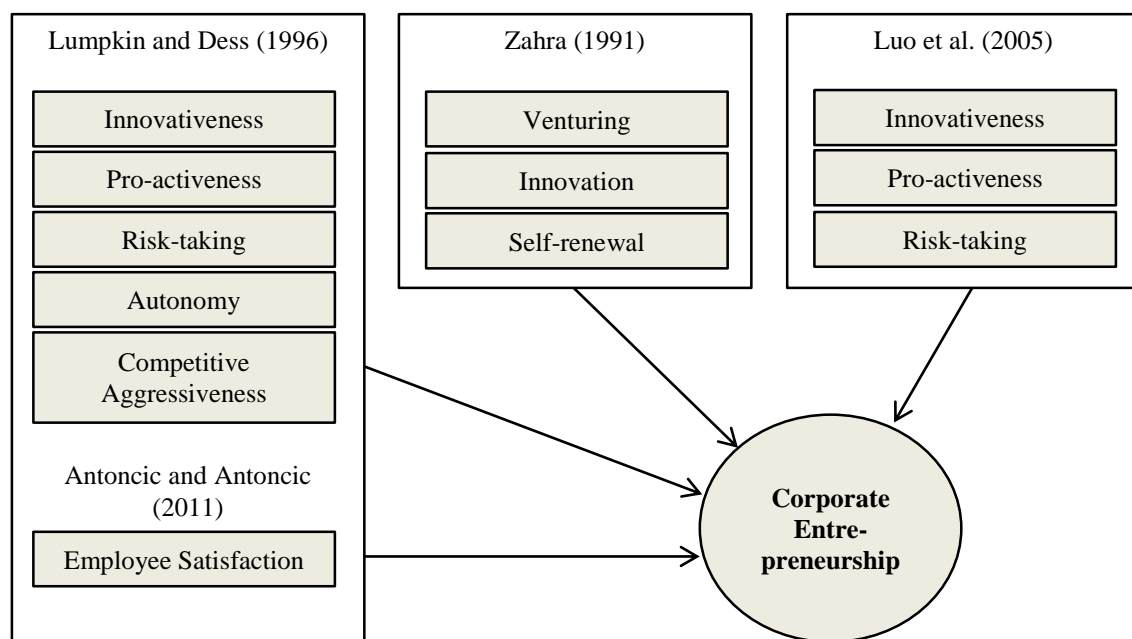 Lumpkin and Dess (1996)
Innovativeness
Pro-activeness
Risk-taking
Autonomy
Competitive
Aggressiveness
Antoncic and Antoncic
(2011)
Employee Satisfaction
Zahra (1991)
Venturing
Innovation
Self-renewal
Luo et al. (2005)
Innovativeness
Pro-activeness
Risk-taking
Corporate
Entre-
preneurship